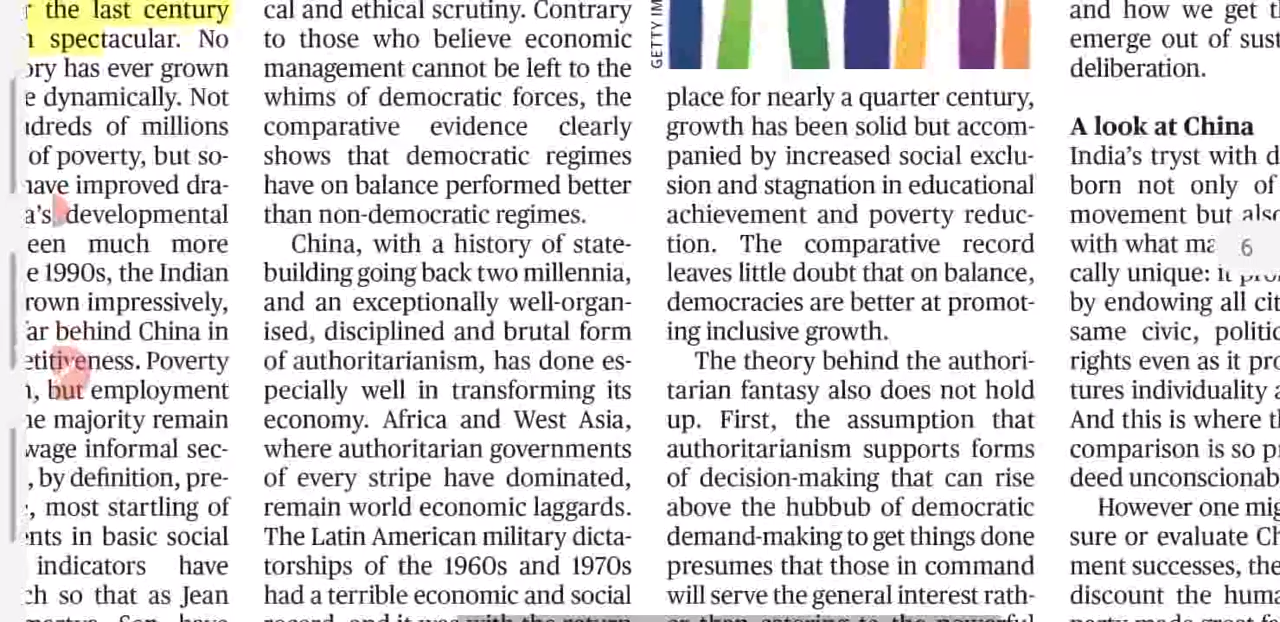 the last century
spectacular. No
has ever grown
dynamically. Not
of millions
of poverty, but so-
have improved dra-
developmental
een much more
1990s, the Indian
impressively,
behind China in
Poverty
but employment
majority remain
wage informal sec-
, by definition, pre-
, most startling of
in basic social
indicators have
so that as Jean
cal and ethical scrutiny. Contrary
to those who believe economic
management cannot be left to the
whims of democratic forces, the
comparative evidence clearly
shows that democratic regimes
have on balance performed better
than non-democratic regimes.
China, with a history of state-
building going back two millennia,
and an exceptionally well-organ-
ised, disciplined and brutal form
of authoritarianism, has done es-
pecially well in transforming its
economy. Africa and West Asia,
where authoritarian governments
of every stripe have dominated,
remain world economic laggards.
The Latin American military dicta-
torships of the 1960s and 1970s
had a terrible economic and social
GETTY IM
place for nearly a quarter century,
growth has been solid but accom-
panied by increased social exclu-
sion and stagnation in educational
achievement and poverty reduc-
tion. The comparative record
leaves little doubt that on balance,
democracies are better at promot-
ing inclusive growth.
The theory behind the authori-
tarian fantasy also does not hold
up. First, the assumption that
authoritarianism supports forms
of decision-making that can rise
above the hubbub of democratic
demand-making to get things done
presumes that those in command
will serve the general interest rath-
and how we get
emerge out of sust
deliberation.
A look at China
India's tryst with d
born not only of
movement but also
with what ma
cally unique: it
by endowing all cit
same civic, politic
rights even as it pro
tures individuality a
And this is where th
comparison is so p
deed unconscionab
However one mig
sure or evaluate Ch
ment successes, the
discount the huma
6